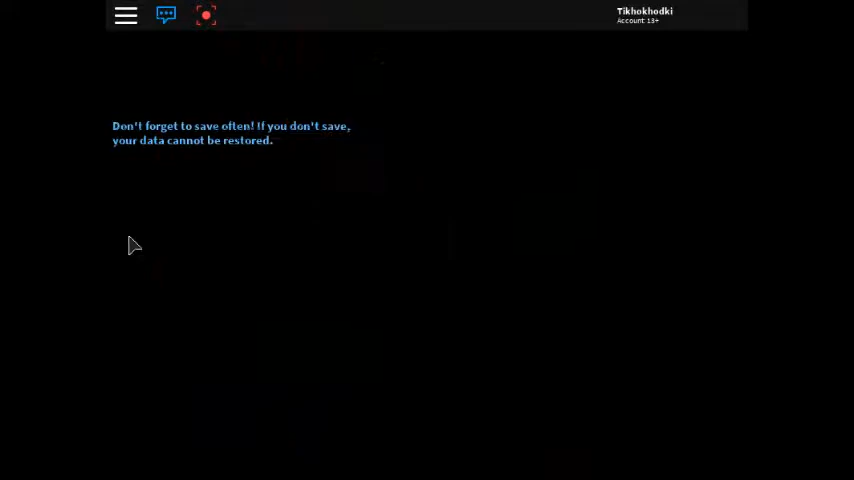 Tikhokhodki
Account: 13+
Don't forget to save often! If you don't save,
your data cannot be restored.